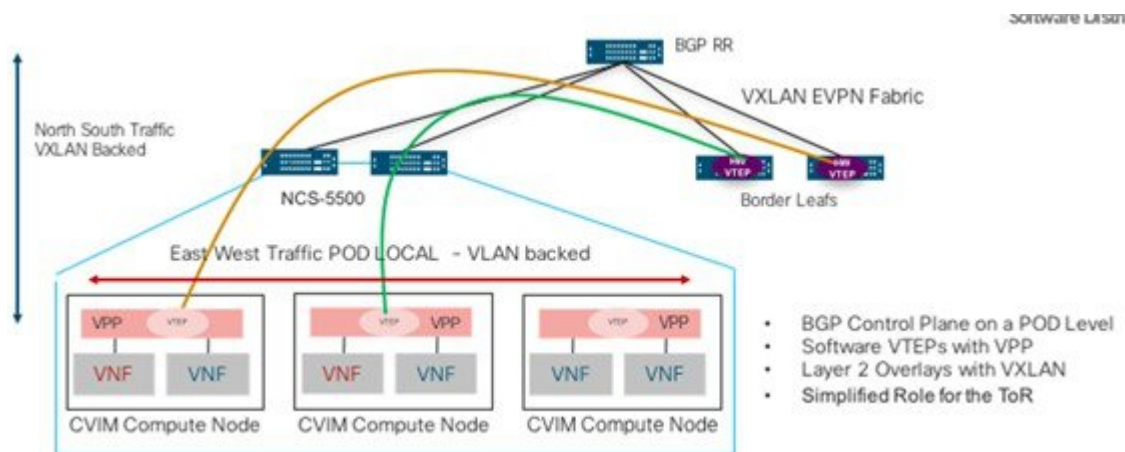 Software
BGP RR
VXLAN EVPN Fabric
North South Traffic
VXLAN Backed
VTEP
VTEP
NCS-5500
Border Leafs
East West Traffic POD LOCAL - VLAN backed
VPP
VTEP
VTEP
VPP
VTEP
VPP
VNF
VNF
VNF
VNF
VNF
VNF
CVIM Compute Node
CVIM Compute Node
CVIM Compute Node
• BGP Control Plane on a POD Level
• Software VTEPs with VPP
• Layer 2 Overlays with VXLAN
• Simplified Role for the ToR